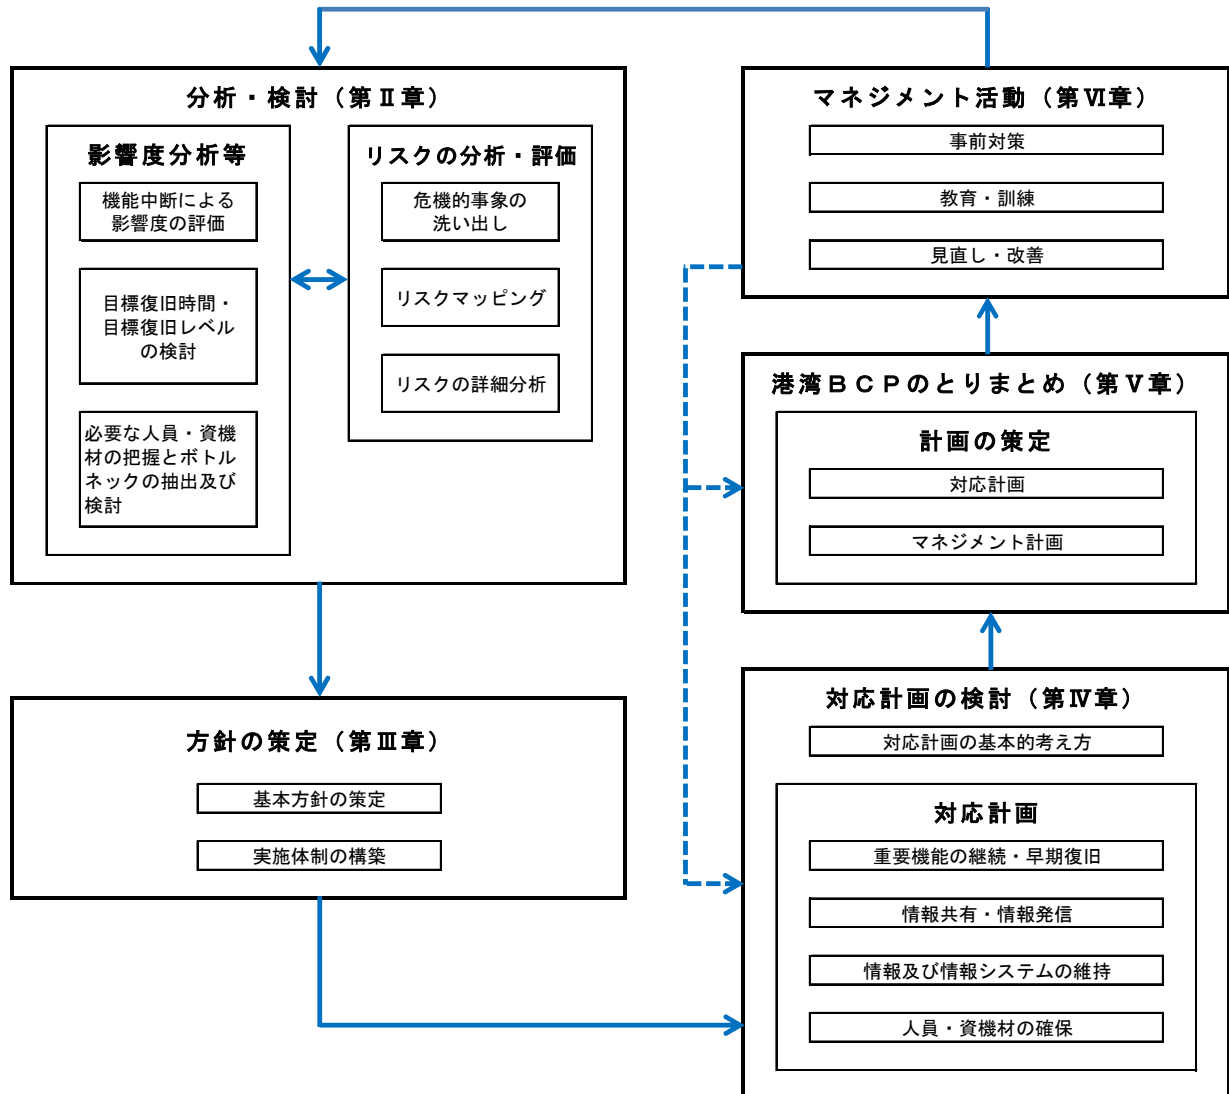 分析・検討（第Ⅱ章）
影響度分析等
機能中断による
影響度の評価
目標復旧時間・
目標復旧レベル
の検討
必要な人員・資機
材の把握とボトル
ネックの抽出及び
検討
リスクの分析・評価
危機的事象の
洗い出し
リスクマッピング
リスクの詳細分析
方針の策定（第Ⅲ章）
基本方針の策定
実施体制の構築
マネジメント活動（第Ⅵ章）
事前対策
教育・訓練
見直し・改善
港湾ＢＣＰのとりまとめ（第Ⅴ章）
計画の策定
対応計画
マネジメント計画
対応計画の検討（第Ⅳ章）
対応計画の基本的考え方
対応計画
重要機能の継続・早期復旧
情報共有・情報発信
情報及び情報システムの維持
人員・資機材の確保